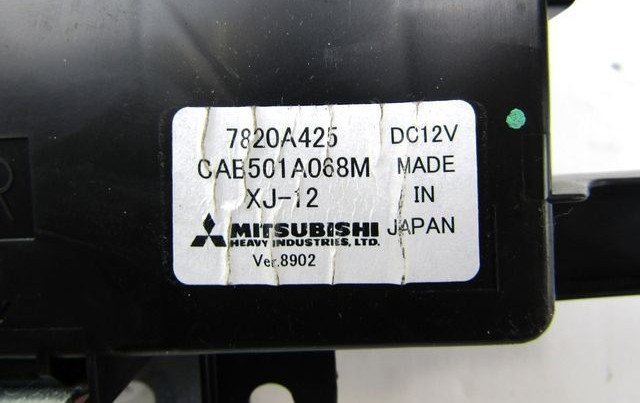 7820A425 DC12V
CAB501A068M MADE
XJ-12 IN
MITSUBISHI JAPAN
HEAVY INDUSTRIES, LTD.
Ver.8902
R